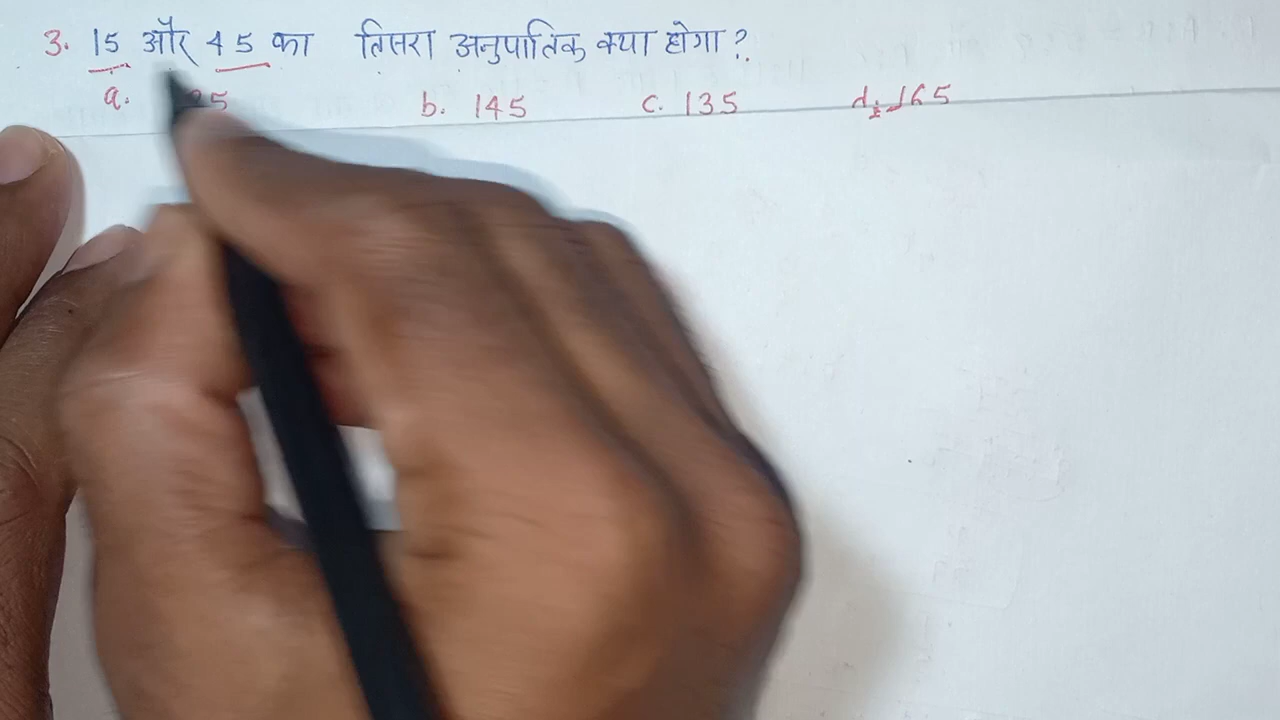 3. 15 और 45 का तिसरा अनुपातिक क्या होगा ?
a. b. 145 c. 135 d. 165